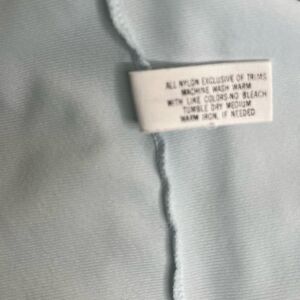 ALL NYLON EXCLUSIVE OF TRIMS
MACHINE WASH WARM
WITH LIKE COLORS-NO BLEACH
TUMBLE DRY MEDIUM
WARM IRON, IF NEEDED